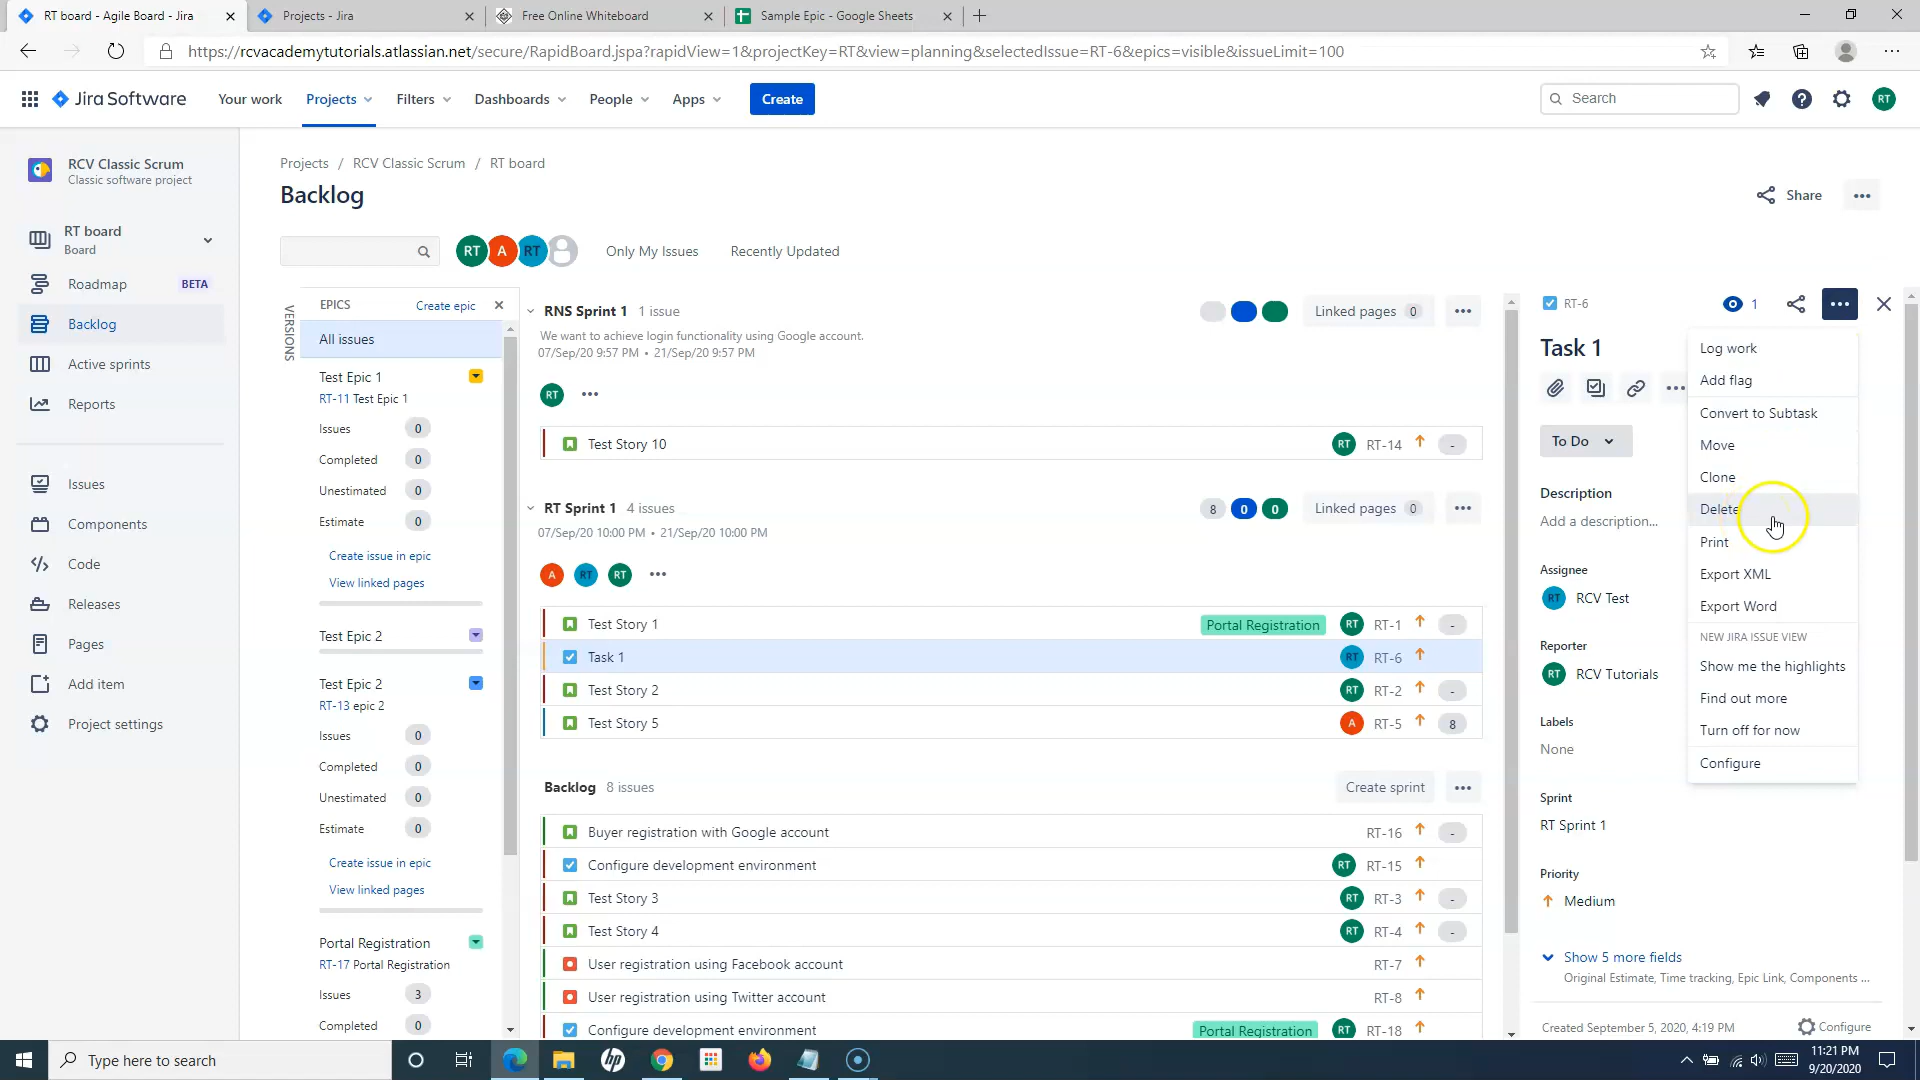 RT board - Agile Board - Jira
Projects - Jira
Free Online Whiteboard
Sample Epic - Google Sheets
https://rcvacademytutorials.atlassian.net/secure/RapidBoard.jspa?rapidView=1&projectKey=RT&view=planning&selectedIssue=RT-6&epics=visible&issueLimit=100
Jira Software
Your work
Projects
Filters
Dashboards
People
Apps
Create
Search
RT
RCV Classic Scrum
Classic software project
RT board
Board
Roadmap
BETA
Backlog
Active sprints
Reports
Issues
Components
Code
Releases
Pages
Add item
Project settings
Projects / RCV Classic Scrum / RT board
Backlog
Share
RT A RT
Only My Issues
Recently Updated
VERSIONS
EPICS
Create epic
All issues
Test Epic 1
RT-11 Test Epic 1
Issues 0
Completed 0
Unestimated 0
Estimate 0
Create issue in epic
View linked pages
Test Epic 2
Test Epic 2
RT-13 epic 2
Issues 0
Completed 0
Unestimated 0
Estimate 0
Create issue in epic
View linked pages
Portal Registration
RT-17 Portal Registration
Issues 3
Completed 0
RNS Sprint 1 1 issue
Linked pages 0
We want to achieve login functionality using Google account.
07/Sep/20 9:57 PM • 21/Sep/20 9:57 PM
RT
Test Story 10 RT RT-14 -
RT Sprint 1 4 issues
8 0 0
Linked pages 0
07/Sep/20 10:00 PM • 21/Sep/20 10:00 PM
A RT RT
Test Story 1 Portal Registration RT RT-1 -
Task 1 RT RT-6
Test Story 2 RT RT-2 -
Test Story 5 A RT-5 8
Backlog 8 issues
Create sprint
Buyer registration with Google account RT-16 -
Configure development environment RT RT-15
Test Story 3 RT RT-3 -
Test Story 4 RT RT-4 -
User registration using Facebook account RT-7
User registration using Twitter account RT-8
Configure development environment Portal Registration RT RT-18
RT-6
1
Task 1
To Do
Description
Add a description...
Assignee
RT RCV Test
Reporter
RT RCV Tutorials
Labels
None
Sprint
RT Sprint 1
Priority
Medium
Show 5 more fields
Original Estimate, Time tracking, Epic Link, Components ...
Created September 5, 2020, 4:19 PM
Configure
Log work
Add flag
Convert to Subtask
Move
Clone
Delete
Print
Export XML
Export Word
NEW JIRA ISSUE VIEW
Show me the highlights
Find out more
Turn off for now
Configure
Type here to search
hp
11:21 PM
9/20/2020